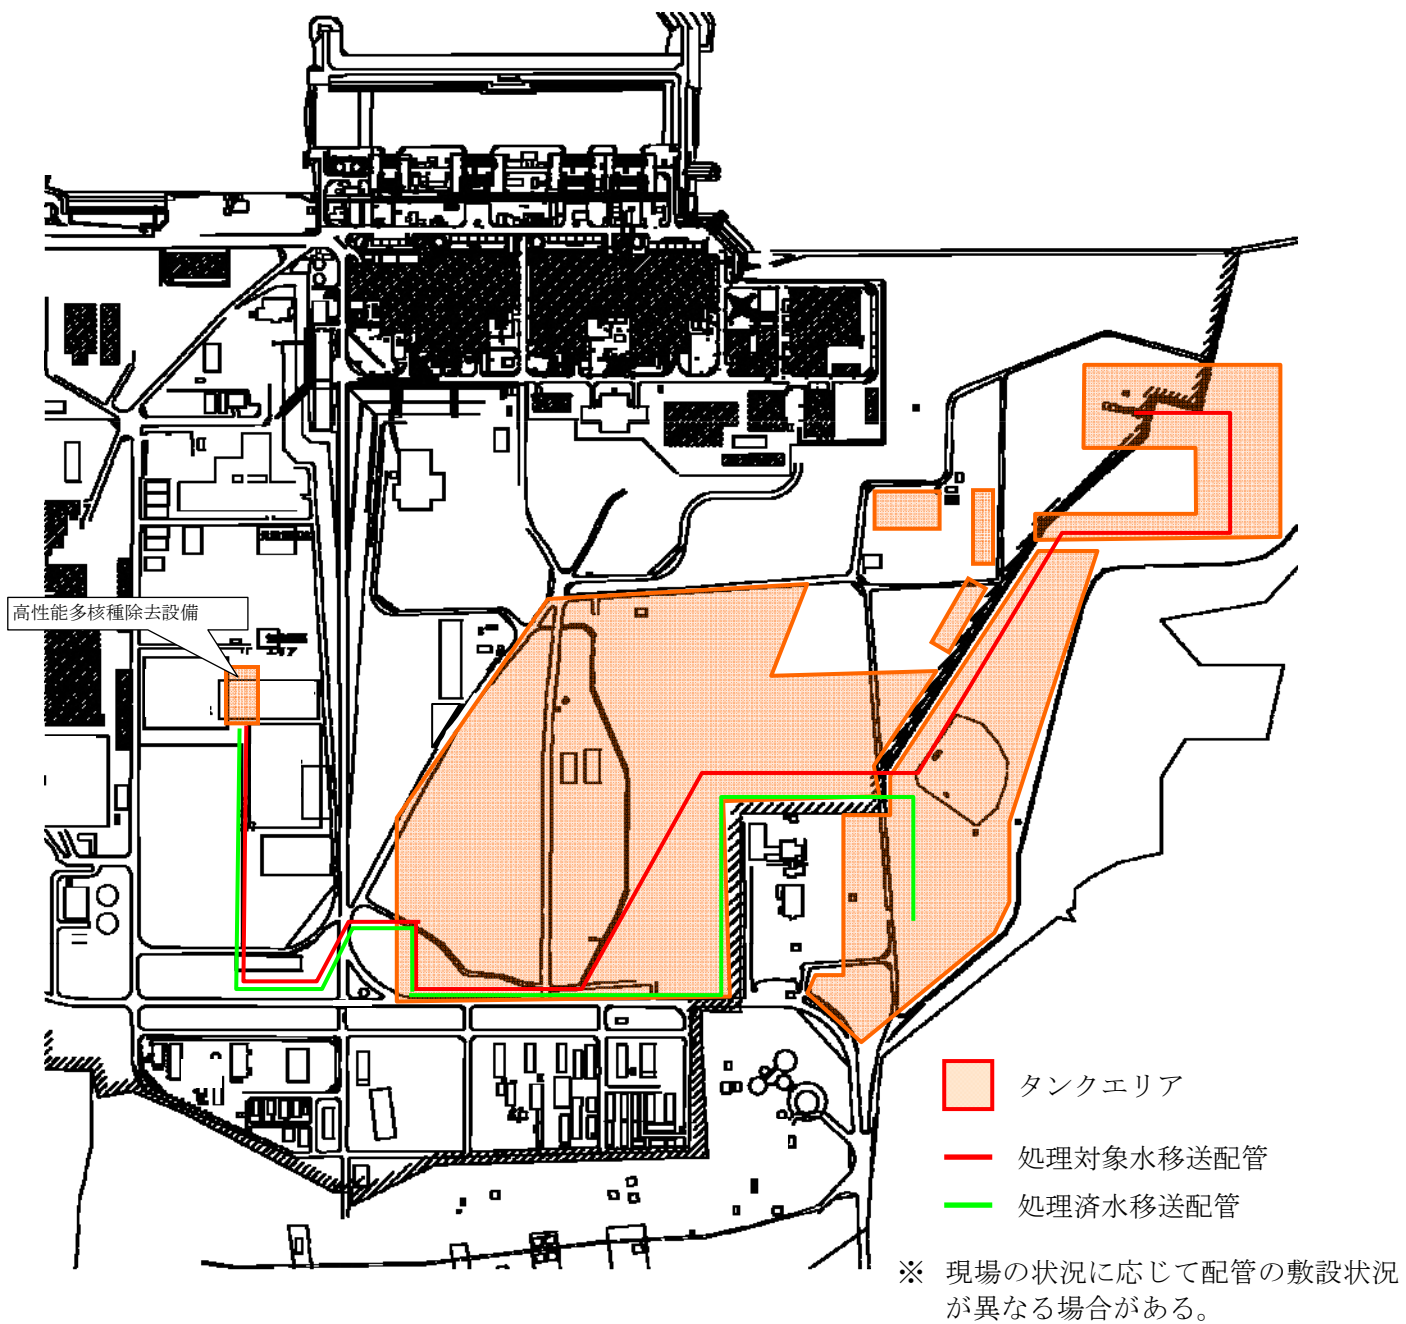 高性能多核種除去設備
タンクエリア
処理対象水移送配管
処理済水移送配管
※ 現場の状況に応じて配管の敷設状況
が異なる場合がある。